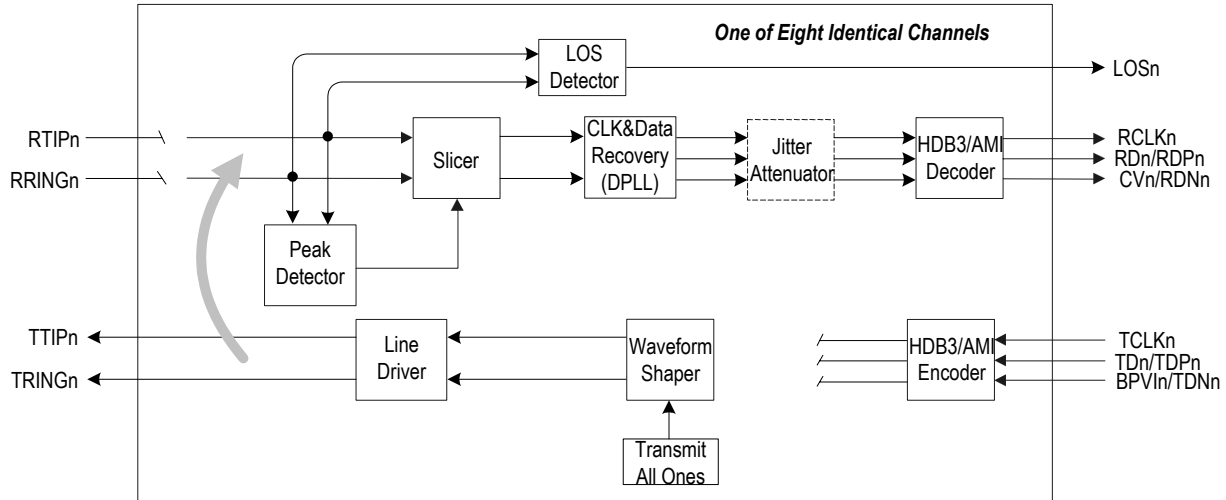 One of Eight Identical Channels
LOS
Detector
LOSn
RTIPn
RRINGn
Slicer
CLK&Data
Recovery
(DPLL)
Jitter
Attenuator
HDB3/AMI
Decoder
RCLKn
RDn/RDPn
CVn/RDNn
Peak
Detector
TTIPn
TRINGn
Line
Driver
Waveform
Shaper
HDB3/AMI
Encoder
TCLKn
TDn/TDPn
BPVIn/TDNn
Transmit
All Ones